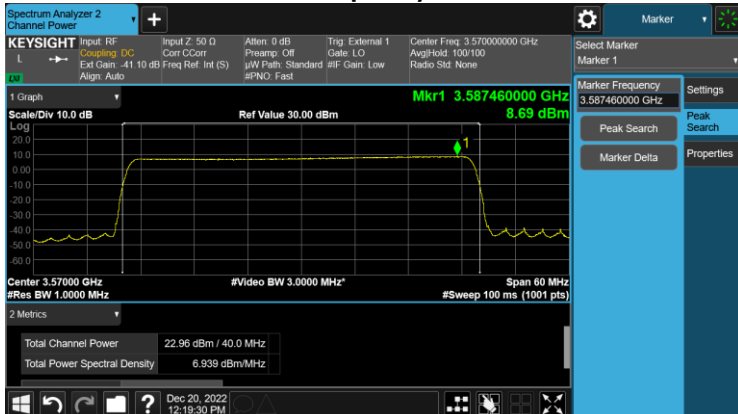 Spectrum Analyzer 2
Channel Power
+
Marker
KEYSIGHT
L
LXI
Input: RF
Coupling: DC
Ext Gain: -41.10 dB
Align: Auto
Input Z: 50 Ω
Corr CCorr
Freq Ref: Int (S)
Atten: 0 dB
Preamp: Off
µW Path: Standard
#PNO: Fast
Trig: External 1
Gate: LO
#IF Gain: Low
Center Freq: 3.570000000 GHz
Avg|Hold: 100/100
Radio Std: None
Select Marker
Marker 1
Marker Frequency
3.587460000 GHz
Peak Search
Marker Delta
Settings
Peak Search
Properties
1 Graph
Scale/Div 10.0 dB
Ref Value 30.00 dBm
Mkr1 3.587460000 GHz
8.69 dBm
Log
1
20.0
10.0
0.00
-10.0
-20.0
-30.0
-40.0
-50.0
-60.0
Center 3.57000 GHz
#Video BW 3.0000 MHz*
Span 60 MHz
#Res BW 1.0000 MHz
#Sweep 100 ms (1001 pts)
2 Metrics
Total Channel Power 22.96 dBm / 40.0 MHz
Total Power Spectral Density 6.939 dBm/MHz
?
Dec 20, 2022
12:19:30 PM